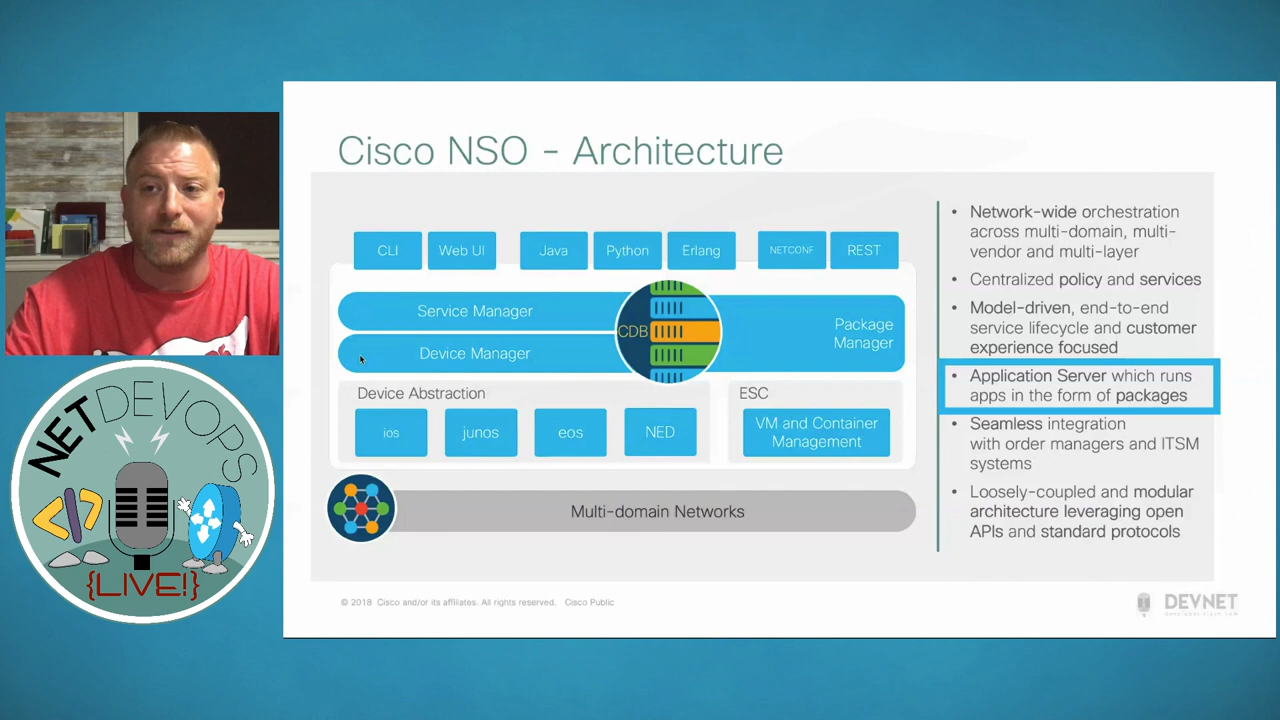 Cisco NSO - Architecture
CLI
Web UI
Java
Python
Erlang
NETCONF
REST
Service Manager
Device Manager
CDB
Package
Manager
Device Abstraction
ios
junos
eos
NED
ESC
VM and Container
Management
Multi-domain Networks
• Network-wide orchestration
across multi-domain, multi-
vendor and multi-layer
• Centralized policy and services
• Model-driven, end-to-end
service lifecycle and customer
experience focused
• Application Server which runs
apps in the form of packages
• Seamless integration
with order managers and ITSM
systems
• Loosely-coupled and modular
architecture leveraging open
APIs and standard protocols
© 2018 Cisco and/or its affiliates. All rights reserved. Cisco Public
DEVNET
NETDEVOPS
</>
{LIVE!}